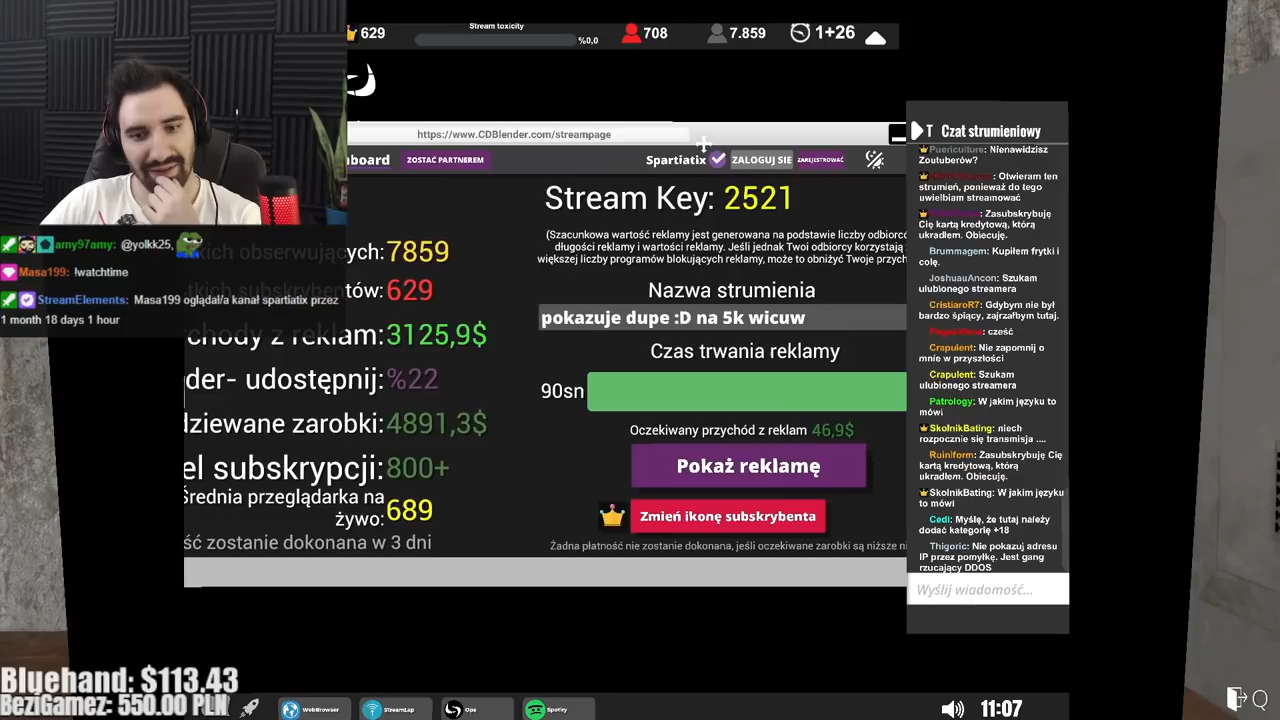 629
Stream toxicity
%0,0
708
7.859
1+26
https://www.CDBlender.com/streampage
board
ZOSTAĆ PARTNEREM
Spartiatix
ZALOGUJ SIĘ
ZAREJESTROWAĆ
amy97amy: @yolkk25,
Masa199: !watchtime
StreamElements: Masa199 oglądał/a kanał spartiatix przez
1 month 18 days 1 hour
kich obserwujących: 7859
tkich subskrybentów: 629
chody z reklam: 3125,9$
der- udostępnij: %22
dziewane zarobki: 4891,3$
el subskrypcji: 800+
Średnia przeglądarka na
żywo: 689
ść zostanie dokonana w 3 dni
Stream Key: 2521
(Szacunkowa wartość reklamy jest generowana na podstawie liczby odbiorcó
długości reklamy i wartości reklamy. Jeśli jednak Twoi odbiorcy korzystają
większej liczby programów blokujących reklamy, może to obniżyć Twoje przych
Nazwa strumienia
pokazuje dupe :D na 5k wicuw
Czas trwania reklamy
90sn
Oczekiwany przychód z reklam 46,9$
Pokaż reklamę
Zmień ikonę subskrybenta
Żadna płatność nie zostanie dokonana, jeśli oczekiwane zarobki są niższe ni
T Czat strumieniowy
Puericulture: Nienawidzisz
Zoutuberów?
Otwieram ten
strumień, ponieważ do tego
uwielbiam streamować
Zasubskrybuję
Cię kartą kredytową, którą
ukradłem. Obiecuję.
Brummagem: Kupiłem frytki i
colę.
JoshuaAncon: Szukam
ulubionego streamera
CristiaroR7: Gdybym nie był
bardzo śpiący, zajrzałbym tutaj.
cześć
Crapulent: Nie zapomnij o
mnie w przyszłości
Crapulent: Szukam
ulubionego streamera
Patrology: W jakim języku to
mówi
SkolnikBating: niech
rozpocznie się transmisja ....
Ruiniform: Zasubskrybuję Cię
kartą kredytową, którą
ukradłem. Obiecuję.
SkolnikBating: W jakim języku
to mówi
Cedi: Myślę, że tutaj należy
dodać kategorię +18
Thigoric: Nie pokazuj adresu
IP przez pomyłkę. Jest gang
rzucający DDOS
Wyślij wiadomość...
Bluehand: $113.43
BeziGamez: 550.00 PLN
WebBrowser
StreamLap
Ops
Spotiy
11:07
Q